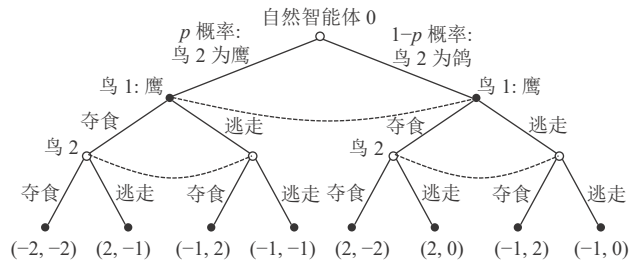 自然智能体 0
p 概率: 1−p 概率:
鸟 2 为鹰 鸟 2 为鸽
鸟 1: 鹰 鸟 1: 鹰
夺食 逃走 夺食 逃走
鸟 2 鸟 2
夺食 逃走 夺食 逃走 夺食 逃走 夺食 逃走
(−2, −2) (2, −1) (−1, 2) (−1, −1) (2, −2) (2, 0) (−1, 2) (−1, 0)